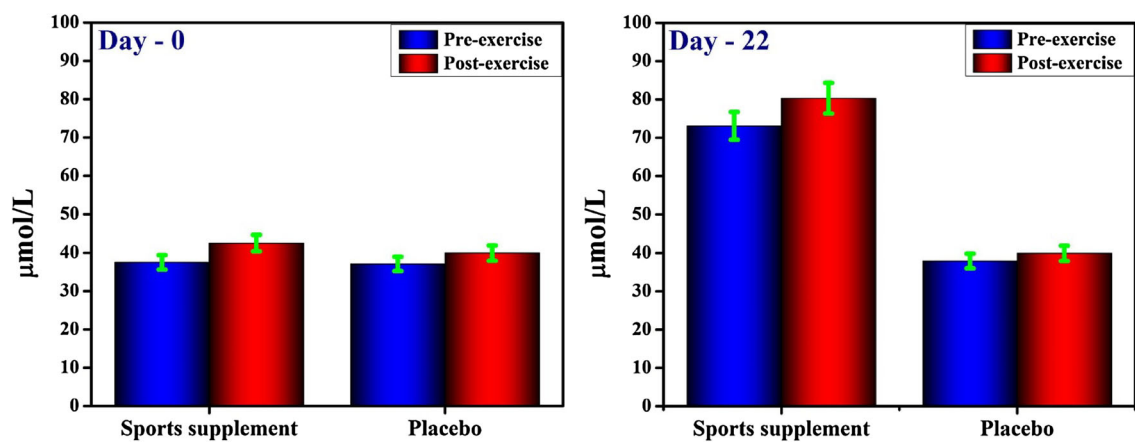 Day - 0
Pre-exercise
Post-exercise
100
90
80
70
60
50
40
30
20
10
0
μmol/L
Sports supplement Placebo
Day - 22
Pre-exercise
Post-exercise
100
90
80
70
60
50
40
30
20
10
0
μmol/L
Sports supplement Placebo